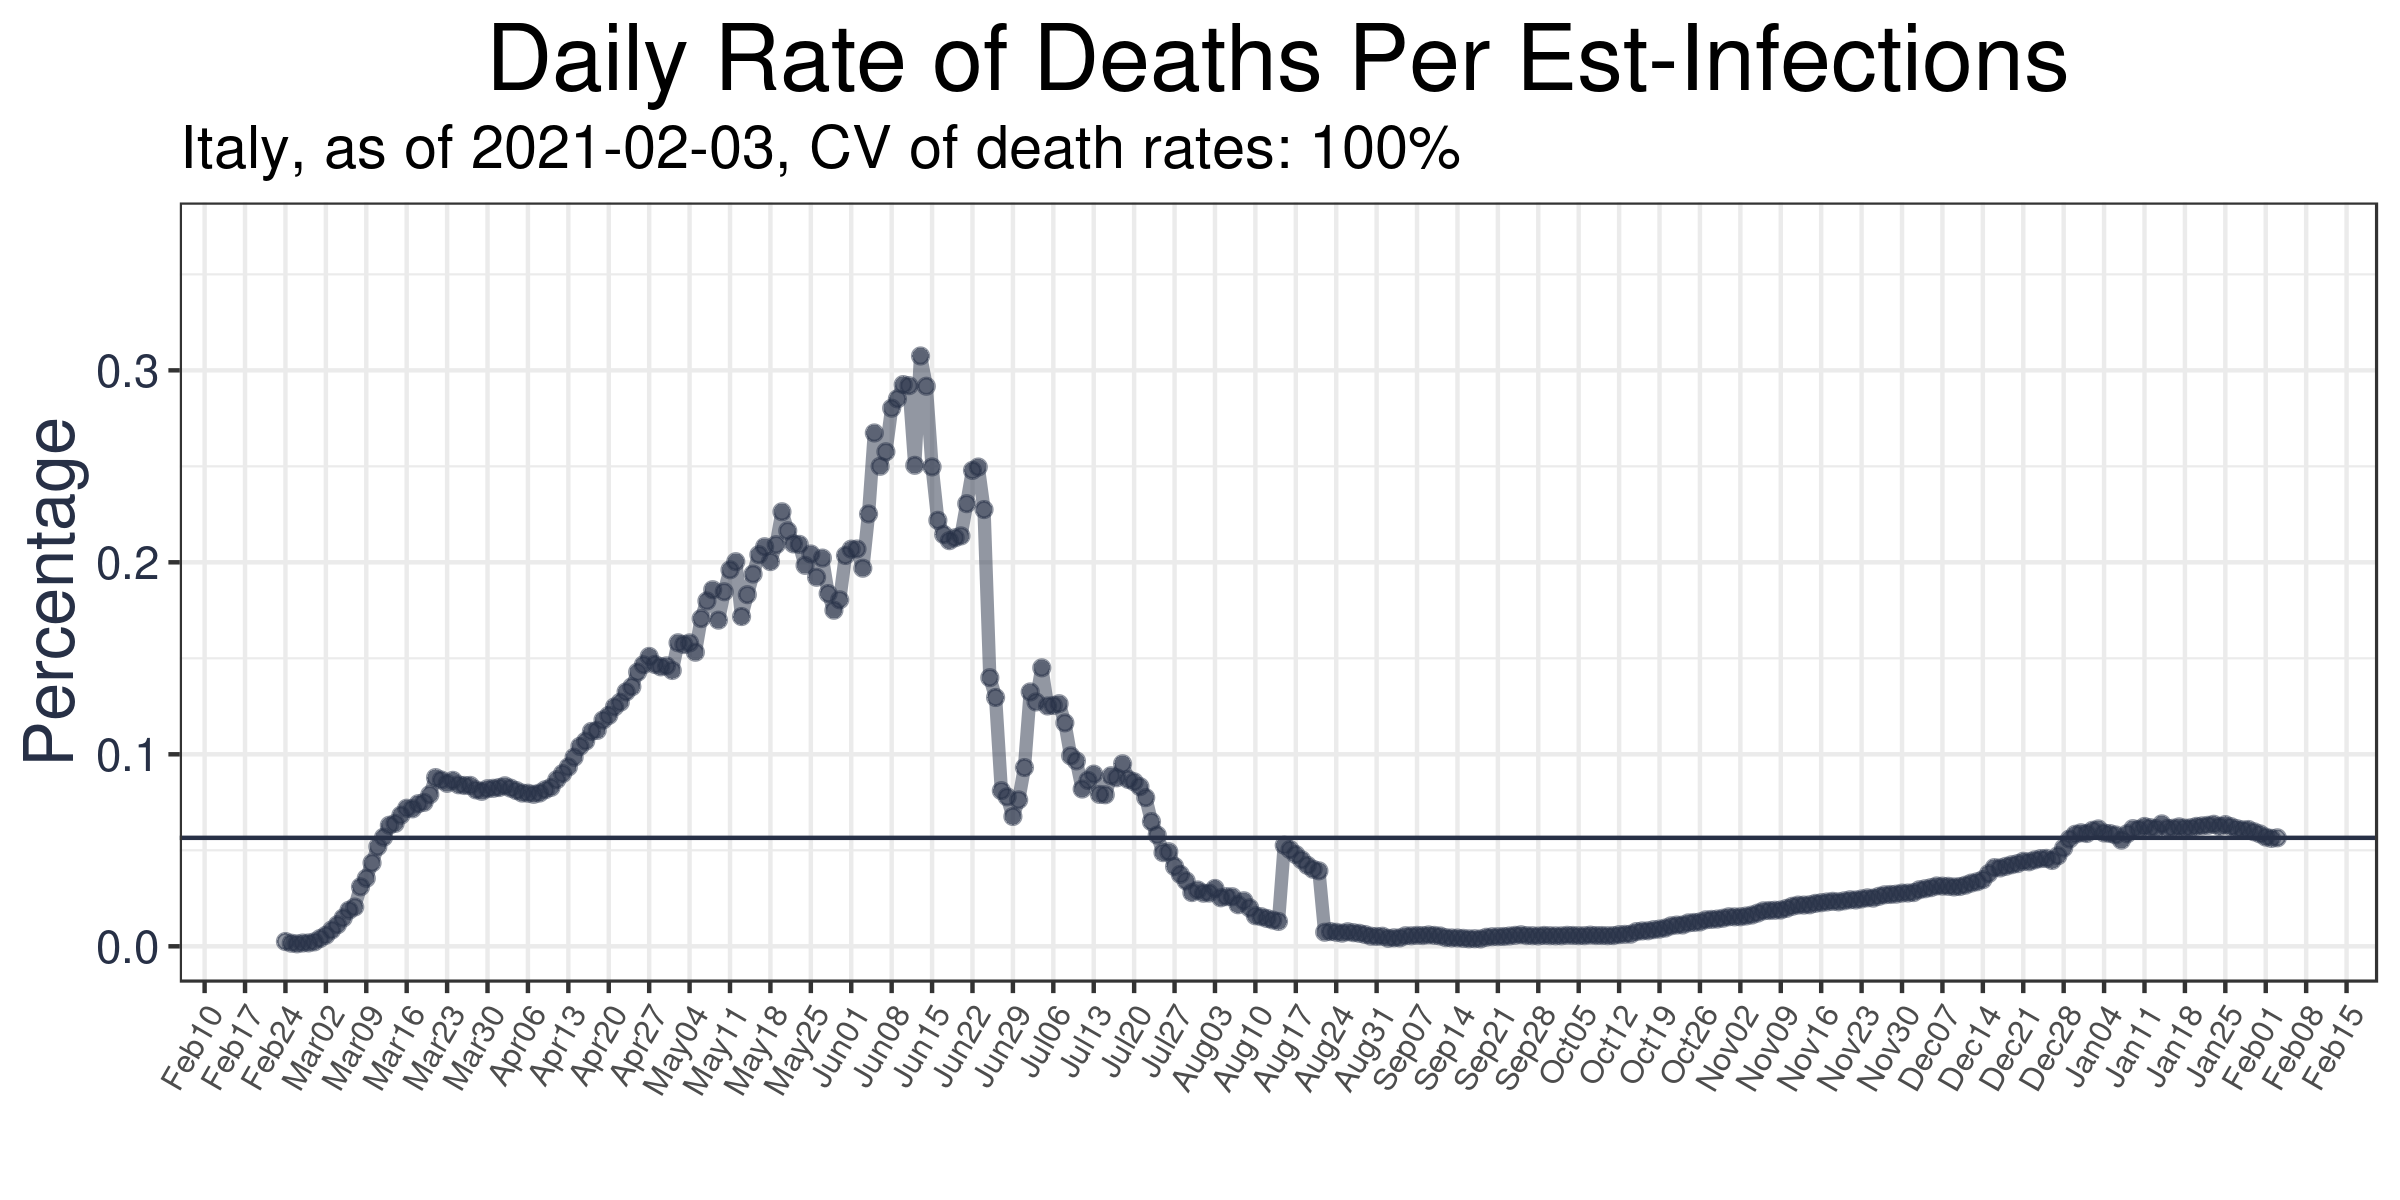 Daily Rate of Deaths Per Est-Infections
Italy, as of 2021-02-03, CV of death rates: 100%
Percentage
0.3
0.2
0.1
0.0
Feb10
Feb17
Feb24
Mar02
Mar09
Mar16
Mar23
Mar30
Apr06
Apr13
Apr20
Apr27
May04
May11
May18
May25
Jun01
Jun08
Jun15
Jun22
Jun29
Jul06
Jul13
Jul20
Jul27
Aug03
Aug10
Aug17
Aug24
Aug31
Sep07
Sep14
Sep21
Sep28
Oct05
Oct12
Oct19
Oct26
Nov02
Nov09
Nov16
Nov23
Nov30
Dec07
Dec14
Dec21
Dec28
Jan04
Jan11
Jan18
Jan25
Feb01
Feb08
Feb15